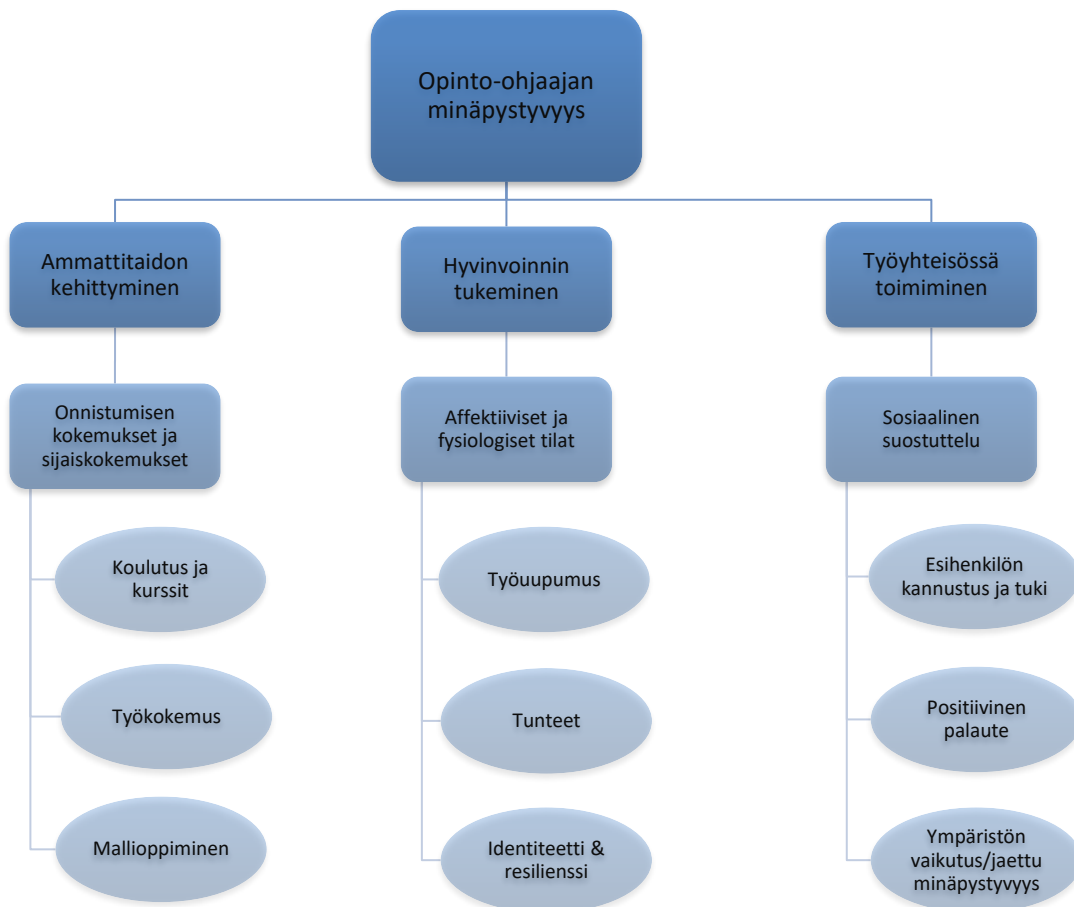 Opinto-ohjaajan
minäpystyvyys
Ammattitaidon
kehittyminen
Hyvinvoinnin
tukeminen
Työyhteisössä
toimiminen
Onnistumisen
kokemukset ja
sijaiskokemukset
Affektiiviset ja
fysiologiset tilat
Sosiaalinen
suostuttelu
Koulutus ja
kurssit
Työuupumus
Esihenkilön
kannustus ja tuki
Työkokemus
Tunteet
Positiivinen
palaute
Mallioppiminen
Identiteetti &
resilienssi
Ympäristön
vaikutus/jaettu
minäpystyvyys